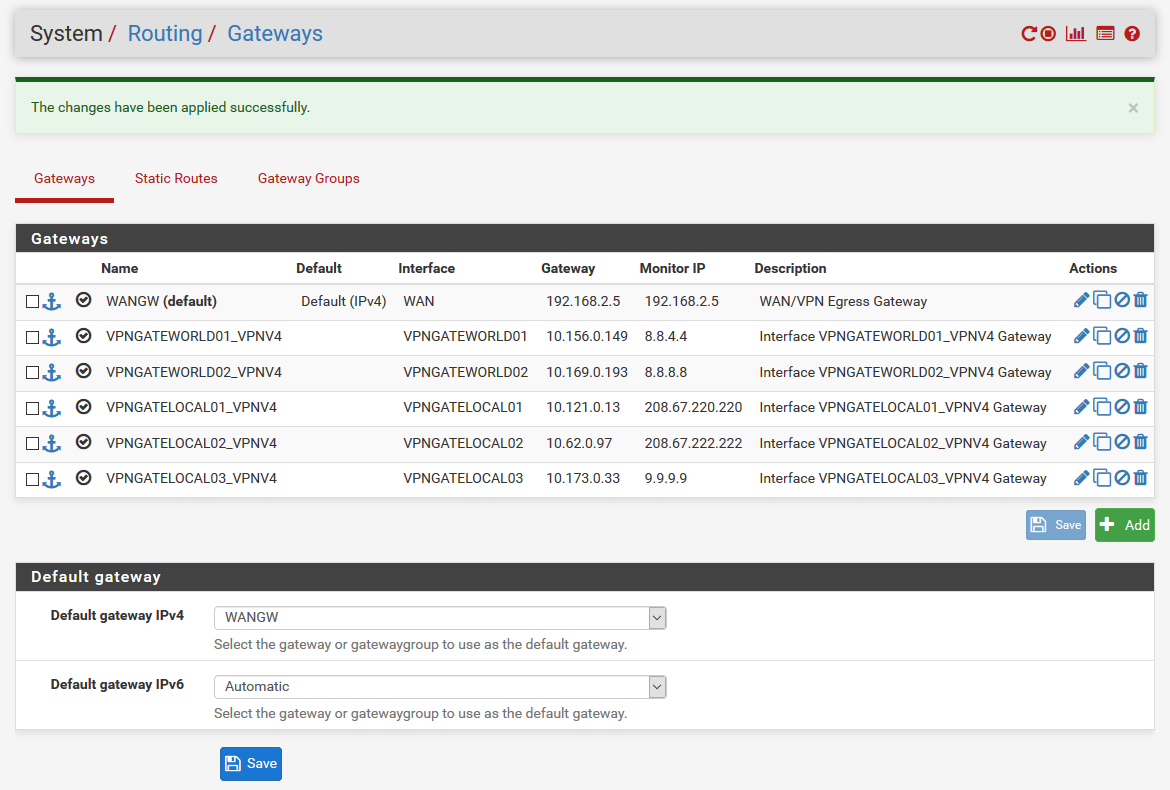 System / Routing / Gateways
The changes have been applied successfully. ×
Gateways Static Routes Gateway Groups
Gateways
Name Default Interface Gateway Monitor IP Description Actions
WANGW (default) Default (IPv4) WAN 192.168.2.5 192.168.2.5 WAN/VPN Egress Gateway
VPNGATEWORLD01_VPNV4 VPNGATEWORLD01 10.156.0.149 8.8.4.4 Interface VPNGATEWORLD01_VPNV4 Gateway
VPNGATEWORLD02_VPNV4 VPNGATEWORLD02 10.169.0.193 8.8.8.8 Interface VPNGATEWORLD02_VPNV4 Gateway
VPNGATELOCAL01_VPNV4 VPNGATELOCAL01 10.121.0.13 208.67.220.220 Interface VPNGATELOCAL01_VPNV4 Gateway
VPNGATELOCAL02_VPNV4 VPNGATELOCAL02 10.62.0.97 208.67.222.222 Interface VPNGATELOCAL02_VPNV4 Gateway
VPNGATELOCAL03_VPNV4 VPNGATELOCAL03 10.173.0.33 9.9.9.9 Interface VPNGATELOCAL03_VPNV4 Gateway
Save Add
Default gateway
Default gateway IPv4 WANGW
Select the gateway or gatewaygroup to use as the default gateway.
Default gateway IPv6 Automatic
Select the gateway or gatewaygroup to use as the default gateway.
Save